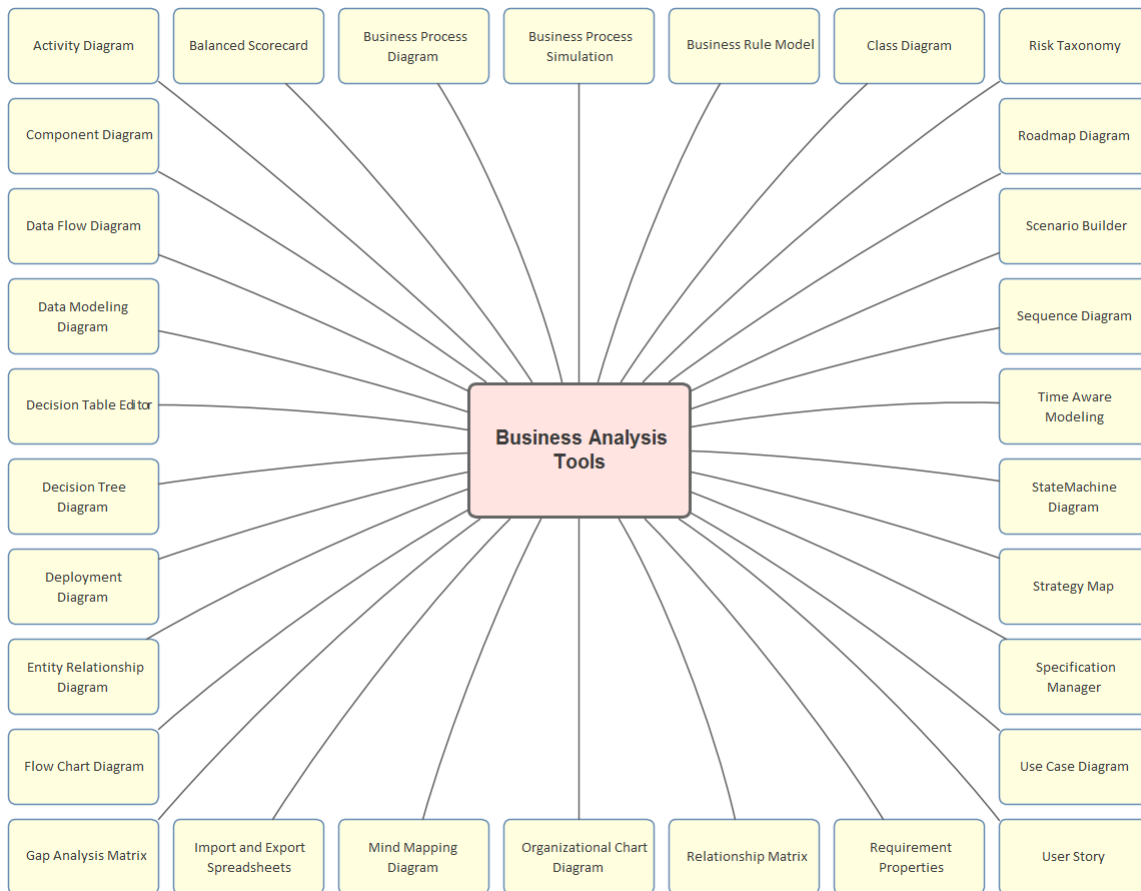 Activity Diagram
Balanced Scorecard
Business Process
Diagram
Business Process
Simulation
Business Rule Model
Class Diagram
Risk Taxonomy
Component Diagram
Roadmap Diagram
Data Flow Diagram
Scenario Builder
Data Modeling
Diagram
Sequence Diagram
Decision Table Editor
Time Aware
Modeling
Business Analysis
Tools
Decision Tree
Diagram
StateMachine
Diagram
Deployment
Diagram
Strategy Map
Entity Relationship
Diagram
Specification
Manager
Flow Chart Diagram
Use Case Diagram
Gap Analysis Matrix
Import and Export
Spreadsheets
Mind Mapping
Diagram
Organizational Chart
Diagram
Relationship Matrix
Requirement
Properties
User Story